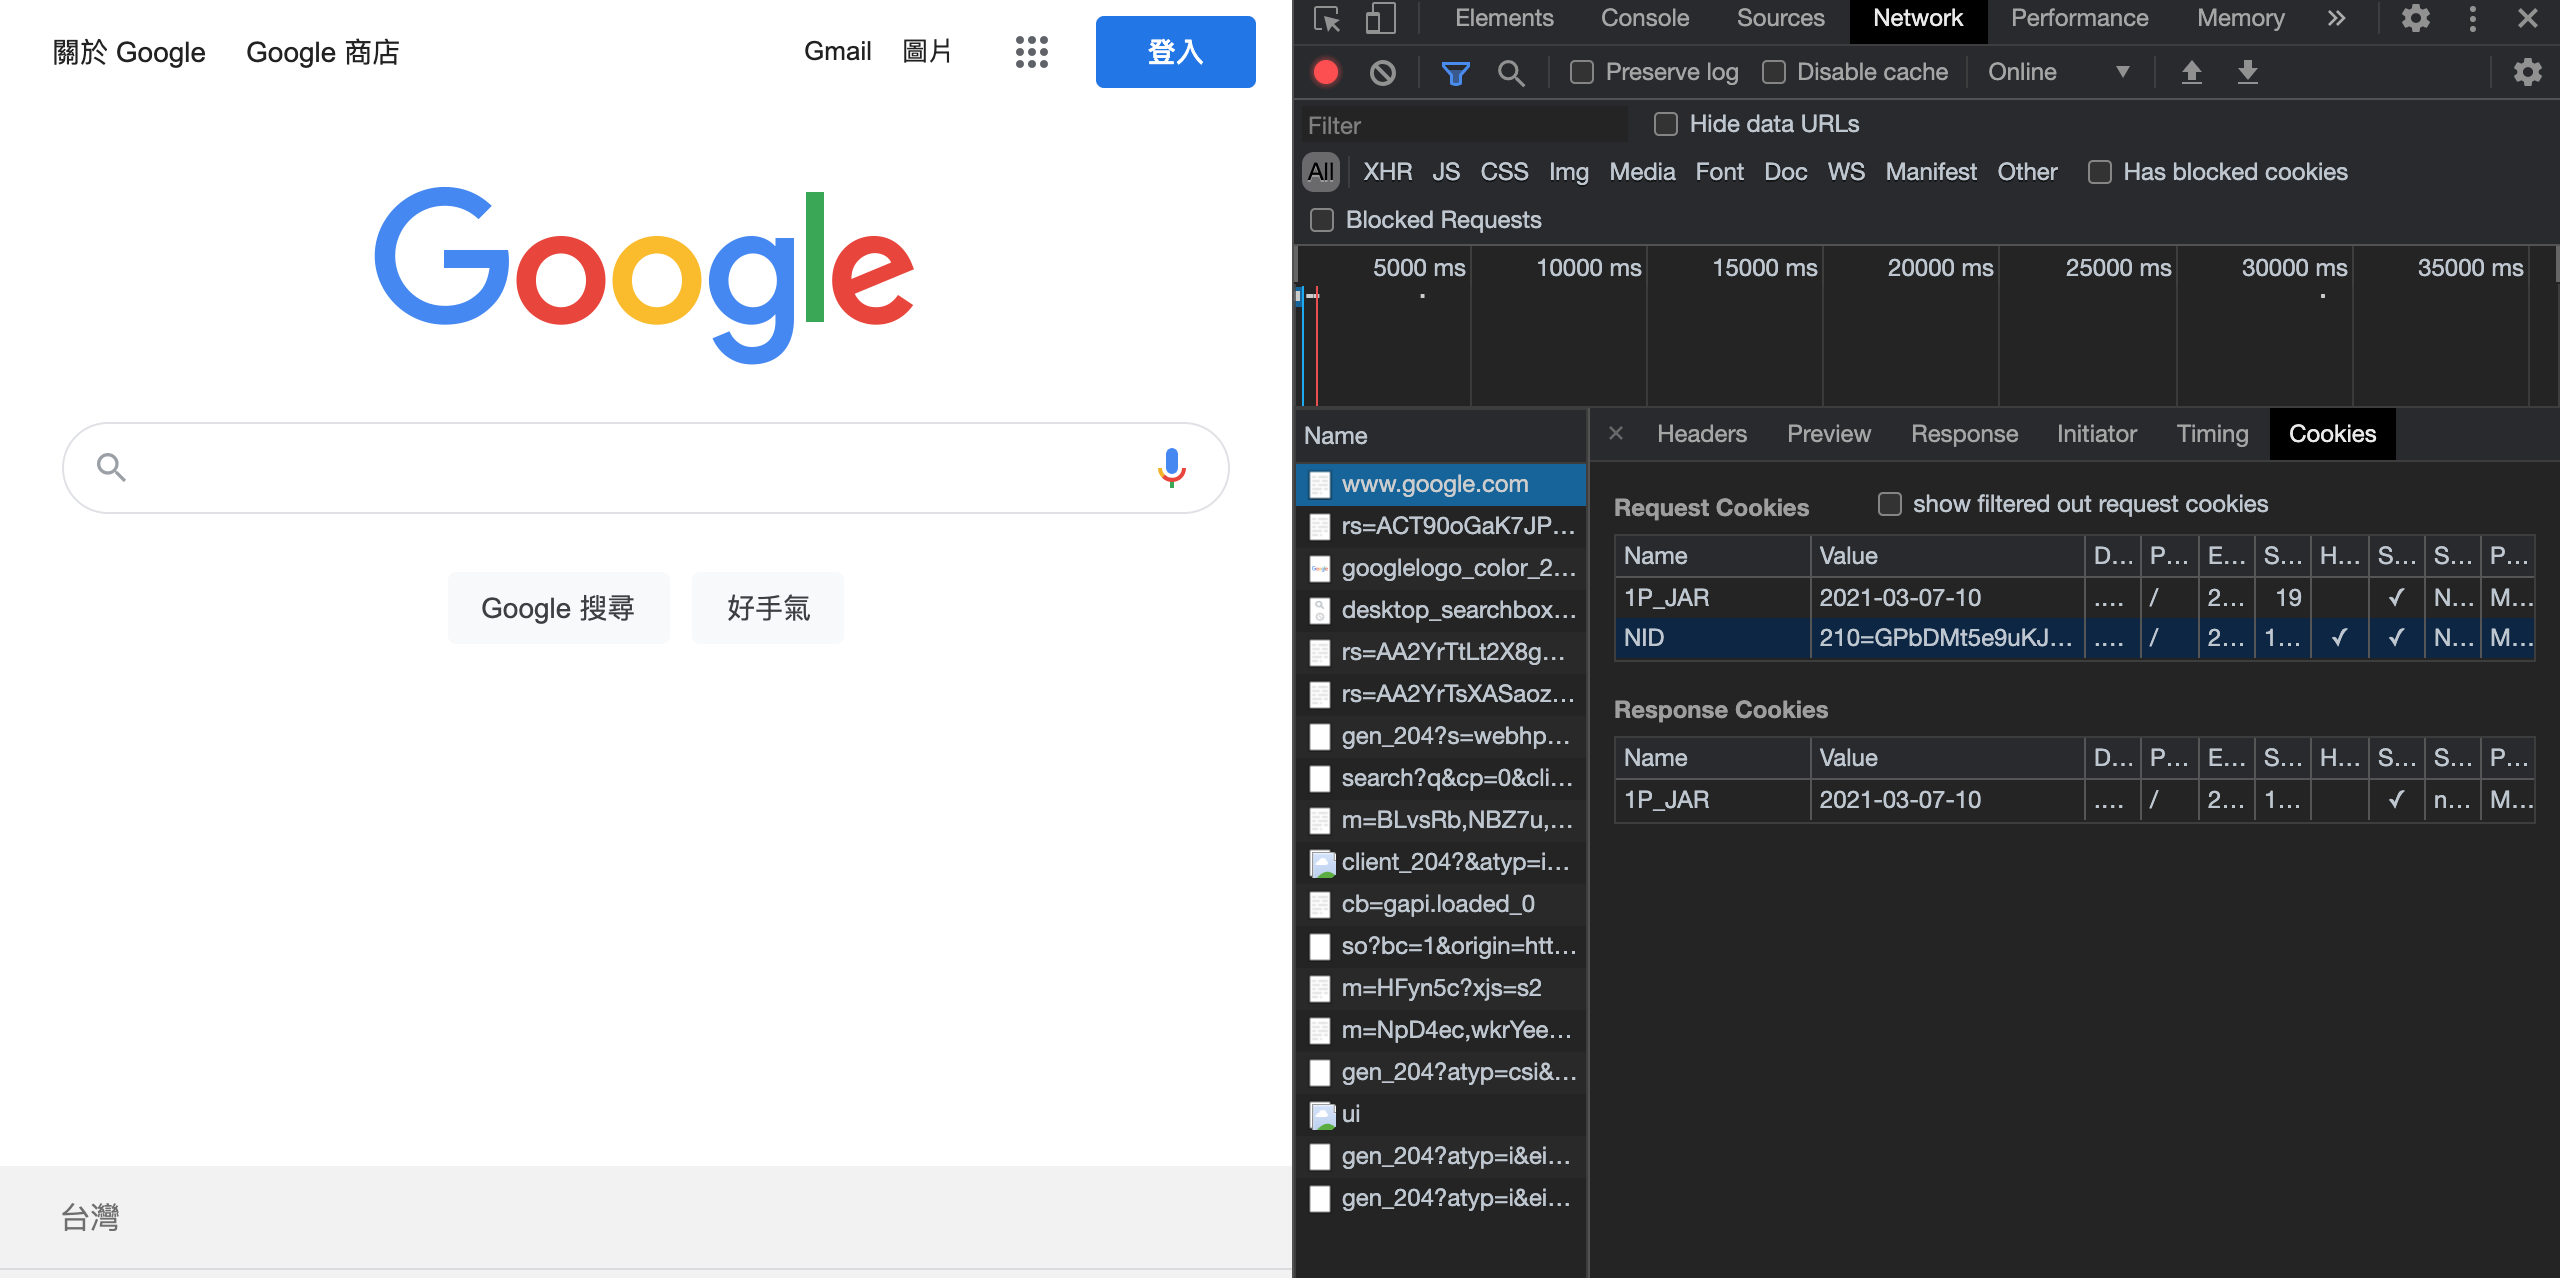 關於 Google Google 商店 Gmail 圖片 登入
Google
Google 搜尋 好手氣
台灣
Elements Console Sources Network Performance Memory
Preserve log Disable cache Online
Filter Hide data URLs
All XHR JS CSS Img Media Font Doc WS Manifest Other Has blocked cookies
Blocked Requests
5000 ms 10000 ms 15000 ms 20000 ms 25000 ms 30000 ms 35000 ms
Name
www.google.com
rs=ACT90oGaK7JP...
googlelogo_color_2...
desktop_searchbox...
rs=AA2YrTtLt2X8g...
rs=AA2YrTsXASaoz...
gen_204?s=webhp...
search?q&cp=0&cli...
m=BLvsRb,NBZ7u,...
client_204?&atyp=i...
cb=gapi.loaded_0
so?bc=1&origin=htt...
m=HFyn5c?xjs=s2
m=NpD4ec,wkrYee...
gen_204?atyp=csi&...
ui
gen_204?atyp=i&ei...
gen_204?atyp=i&ei...
Headers Preview Response Initiator Timing Cookies
Request Cookies show filtered out request cookies
Name Value D... P... E... S... H... S... S... P...
1P_JAR 2021-03-07-10 .... / 2... 19 ✓ N... M...
NID 210=GPbDMt5e9uKJ... .... / 2... 1... ✓ ✓ N... M...
Response Cookies
Name Value D... P... E... S... H... S... S... P...
1P_JAR 2021-03-07-10 .... / 2... 1... ✓ n... M...